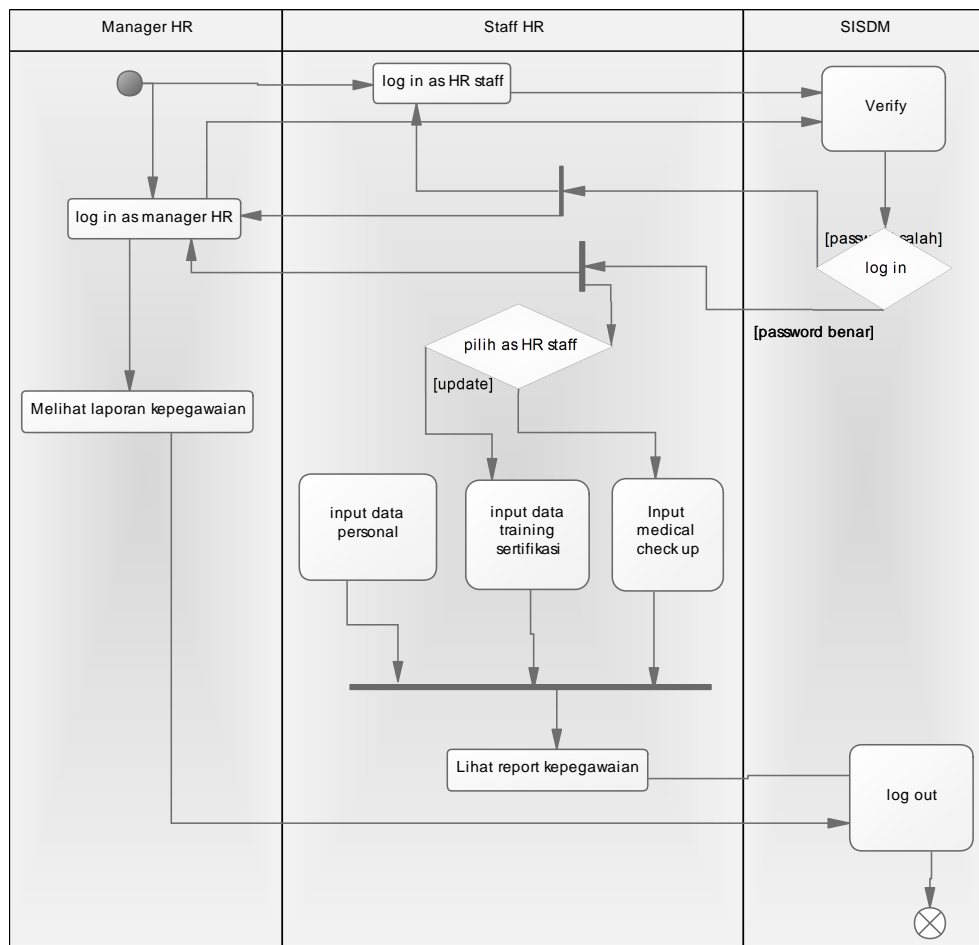 Manager HR
Staff HR
SISDM
log in as HR staff
Verify
log in as manager HR
[password salah]
log in
[password benar]
pilih as HR staff
[update]
Melihat laporan kepegawaian
input data
personal
input data
training
sertifikasi
Input
medical
check up
Lihat report kepegawaian
log out